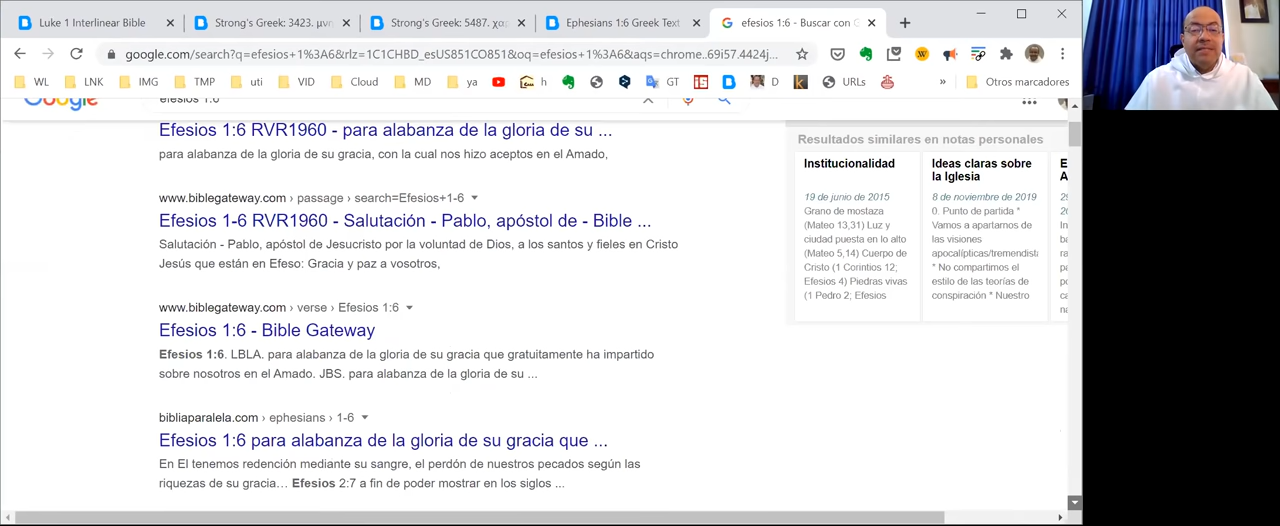 Luke 1 Interlinear Bible
Strong's Greek: 3423. μνη
Strong's Greek: 5487. χαρ
Ephesians 1:6 Greek Text
efesios 1:6 - Buscar con G
google.com/search?q=efesios+1%3A6&rlz=1C1CHBD_esUS851CO851&oq=efesios+1%3A6&aqs=chrome..69i57.4424j...
WL
LNK
IMG
TMP
uti
VID
Cloud
MD
ya
h
GT
D
URLs
»
Otros marcadores
Google
efesios 1:6
Efesios 1:6 RVR1960 - para alabanza de la gloria de su ...
para alabanza de la gloria de su gracia, con la cual nos hizo aceptos en el Amado,
www.biblegateway.com › passage › search=Efesios+1-6
Efesios 1-6 RVR1960 - Salutación - Pablo, apóstol de - Bible ...
Salutación - Pablo, apóstol de Jesucristo por la voluntad de Dios, a los santos y fieles en Cristo
Jesús que están en Efeso: Gracia y paz a vosotros,
www.biblegateway.com › verse › Efesios 1:6
Efesios 1:6 - Bible Gateway
Efesios 1:6. LBLA. para alabanza de la gloria de su gracia que gratuitamente ha impartido
sobre nosotros en el Amado. JBS. para alabanza de la gloria de su ...
bibliaparalela.com › ephesians › 1-6
Efesios 1:6 para alabanza de la gloria de su gracia que ...
En El tenemos redención mediante su sangre, el perdón de nuestros pecados según las
riquezas de su gracia… Efesios 2:7 a fin de poder mostrar en los siglos ...
Resultados similares en notas personales
Institucionalidad
19 de junio de 2015
Grano de mostaza
(Mateo 13,31) Luz y
ciudad puesta en lo alto
(Mateo 5,14) Cuerpo de
Cristo (1 Corintios 12;
Efesios 4) Piedras vivas
(1 Pedro 2; Efesios
Ideas claras sobre
la Iglesia
8 de noviembre de 2019
0. Punto de partida *
Vamos a apartarnos de
las visiones
apocalípticas/tremendista
* No compartimos el
estilo de las teorías de
conspiración * Nuestro
E
A
29
20
In
ba
ra
pa
de
po
ca
na